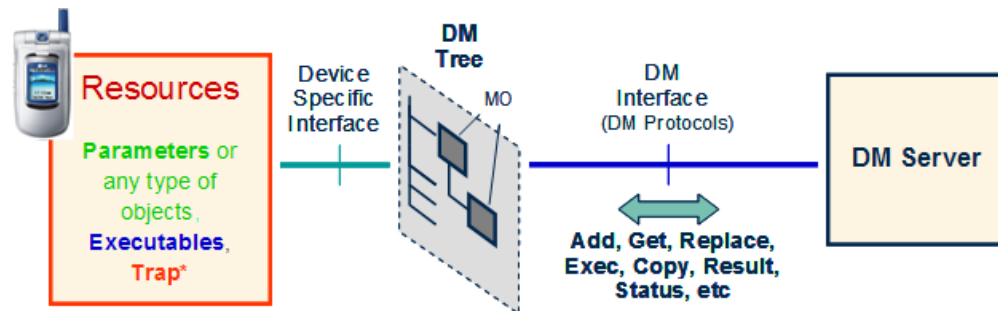 Resources
Parameters or
any type of
objects,
Executables,
Trap*
Device
Specific
Interface
DM
Tree
MO
DM
Interface
(DM Protocols)
Add, Get, Replace,
Exec, Copy, Result,
Status, etc
DM Server